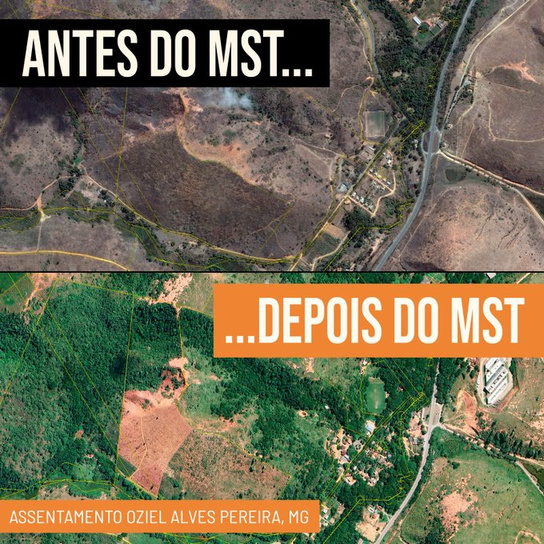 ANTES DO MST...
...DEPOIS DO MST
ASSENTAMENTO OZIEL ALVES PEREIRA, MG